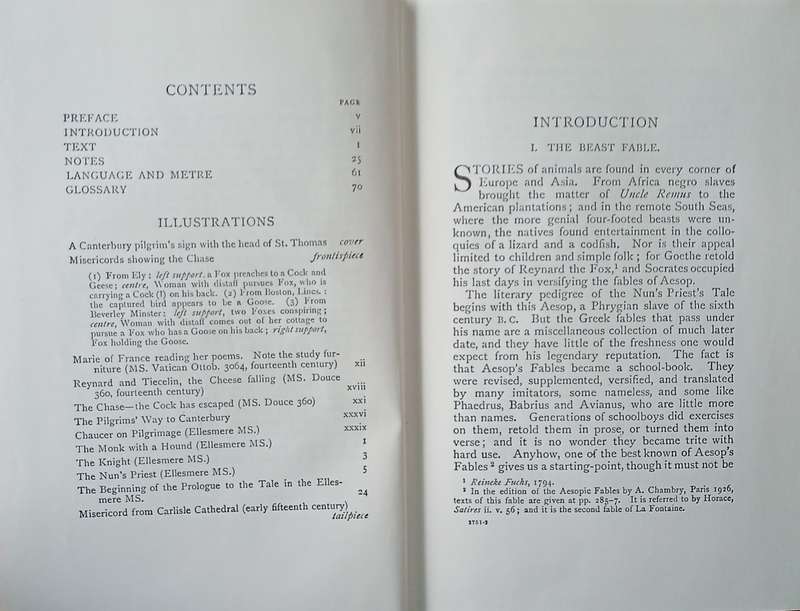 CONTENTS
PAGE
PREFACE v
INTRODUCTION vii
TEXT 1
NOTES 25
LANGUAGE AND METRE 61
GLOSSARY 70
ILLUSTRATIONS
A Canterbury pilgrim's sign with the head of St. Thomas cover
Misericords showing the Chase frontispiece
(1) From Ely: left support, a Fox preaches to a Cock and
Geese; centre, Woman with distaff pursues Fox, who is
carrying a Cock (?) on his back. (2) From Boston, Lincs.:
the captured bird appears to be a Goose. (3) From
Beverley Minster: left support, two Foxes conspiring;
centre, Woman with distaff comes out of her cottage to
pursue a Fox who has a Goose on his back; right support,
Fox holding the Goose.
Marie of France reading her poems. Note the study fur-
niture (MS. Vatican Ottob. 3064, fourteenth century) xii
Reynard and Tiecelin, the Cheese falling (MS. Douce
360, fourteenth century) xviii
The Chase—the Cock has escaped (MS. Douce 360) xxi
The Pilgrims' Way to Canterbury xxxvi
Chaucer on Pilgrimage (Ellesmere MS.) xxxix
The Monk with a Hound (Ellesmere MS.) 1
The Knight (Ellesmere MS.) 3
The Nun's Priest (Ellesmere MS.) 5
The Beginning of the Prologue to the Tale in the Elles-
mere MS. 24
Misericord from Carlisle Cathedral (early fifteenth century)
tailpiece
INTRODUCTION
I. THE BEAST FABLE.
STORIES of animals are found in every corner of
Europe and Asia. From Africa negro slaves
brought the matter of Uncle Remus to the
American plantations; and in the remote South Seas,
where the more genial four-footed beasts were un-
known, the natives found entertainment in the collo-
quies of a lizard and a codfish. Nor is their appeal
limited to children and simple folk; for Goethe retold
the story of Reynard the Fox,¹ and Socrates occupied
his last days in versifying the fables of Aesop.
The literary pedigree of the Nun's Priest's Tale
begins with this Aesop, a Phrygian slave of the sixth
century B.C. But the Greek fables that pass under
his name are a miscellaneous collection of much later
date, and they have little of the freshness one would
expect from his legendary reputation. The fact is
that Aesop's Fables became a school-book. They
were revised, supplemented, versified, and translated
by many imitators, some nameless, and some like
Phaedrus, Babrius and Avianus, who are little more
than names. Generations of schoolboys did exercises
on them, retold them in prose, or turned them into
verse; and it is no wonder they became trite with
hard use. Anyhow, one of the best known of Aesop's
Fables² gives us a starting-point, though it must not be
¹ Reineke Fuchs, 1794.
² In the edition of the Aesopic Fables by A. Chambry, Paris 1926,
texts of this fable are given at pp. 285–7. It is referred to by Horace,
Satires ii. v. 56; and it is the second fable of La Fontaine.
2751·2